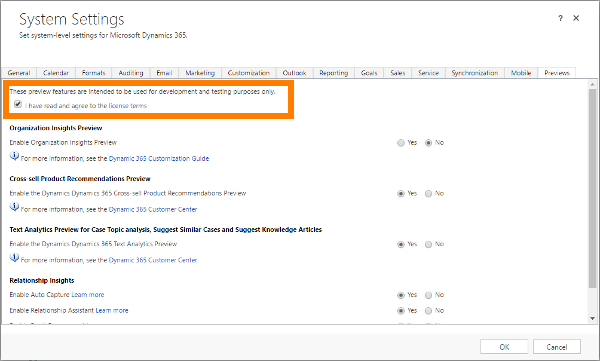 System Settings
? ×
Set system-level settings for Microsoft Dynamics 365.
General Calendar Formats Auditing Email Marketing Customization Outlook Reporting Goals Sales Service Synchronization Mobile Previews
These preview features are intended to be used for development and testing purposes only.
I have read and agree to the license terms
Organization Insights Preview
Enable Organization Insights Preview Yes No
For more information, see the Dynamic 365 Customization Guide
Cross-sell Product Recommendations Preview
Enable the Dynamics Dynamics 365 Cross-sell Product Recommendations Preview Yes No
For more information, see the Dynamic 365 Customer Center
Text Analytics Preview for Case Topic analysis, Suggest Similar Cases and Suggest Knowledge Articles
Enable the Dynamics Dynamics 365 Text Analytics Preview Yes No
For more information, see the Dynamic 365 Customer Center
Relationship Insights
Enable Auto Capture Learn more Yes No
Enable Relationship Assistant Learn more Yes No
OK Cancel